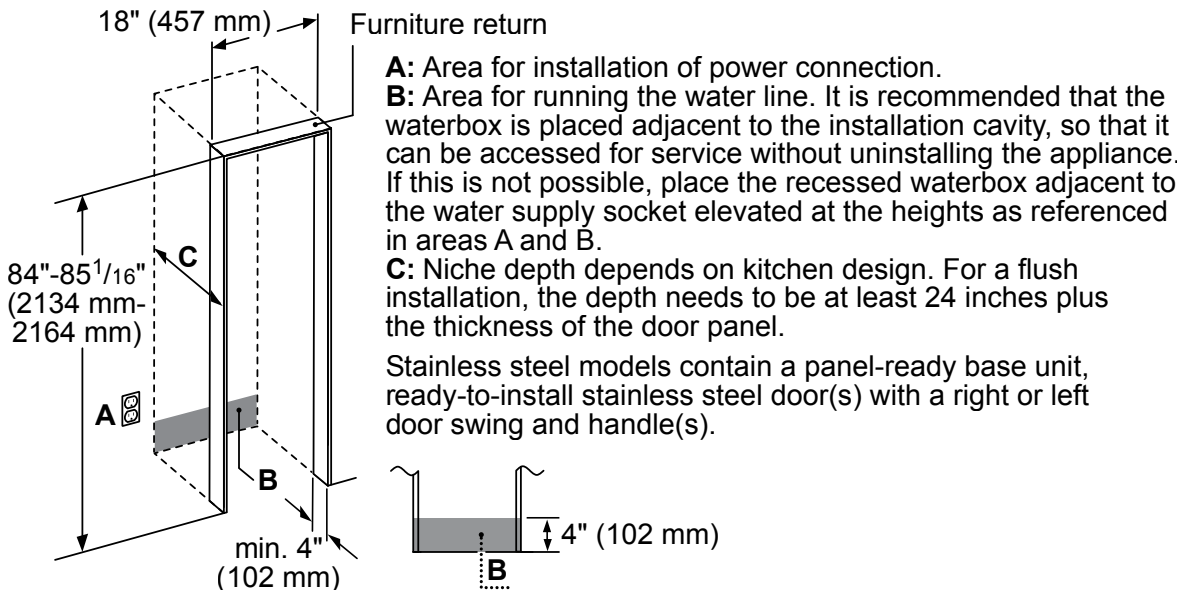 18" (457 mm)
Furniture return
A: Area for installation of power connection.
B: Area for running the water line. It is recommended that the
waterbox is placed adjacent to the installation cavity, so that it
can be accessed for service without uninstalling the appliance.
If this is not possible, place the recessed waterbox adjacent to
the water supply socket elevated at the heights as referenced
in areas A and B.
C: Niche depth depends on kitchen design. For a flush
installation, the depth needs to be at least 24 inches plus
the thickness of the door panel.
Stainless steel models contain a panel-ready base unit,
ready-to-install stainless steel door(s) with a right or left
door swing and handle(s).
C
84"-85 1/16"
(2134 mm-
2164 mm)
A
B
min. 4"
(102 mm)
4" (102 mm)
B